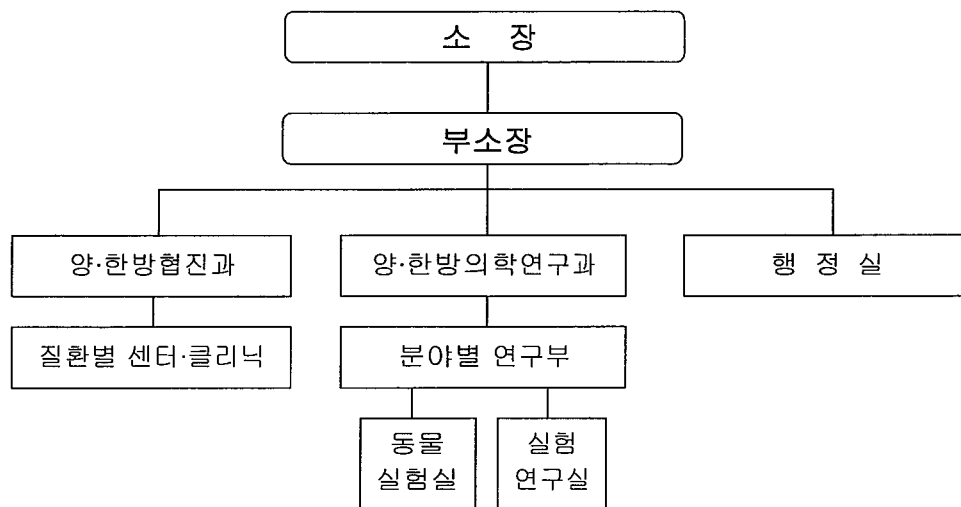 소 장
부소장
양·한방협진과
양·한방의학연구과
행 정 실
질환별 센터·클리닉
분야별 연구부
동물
실험실
실험
연구실